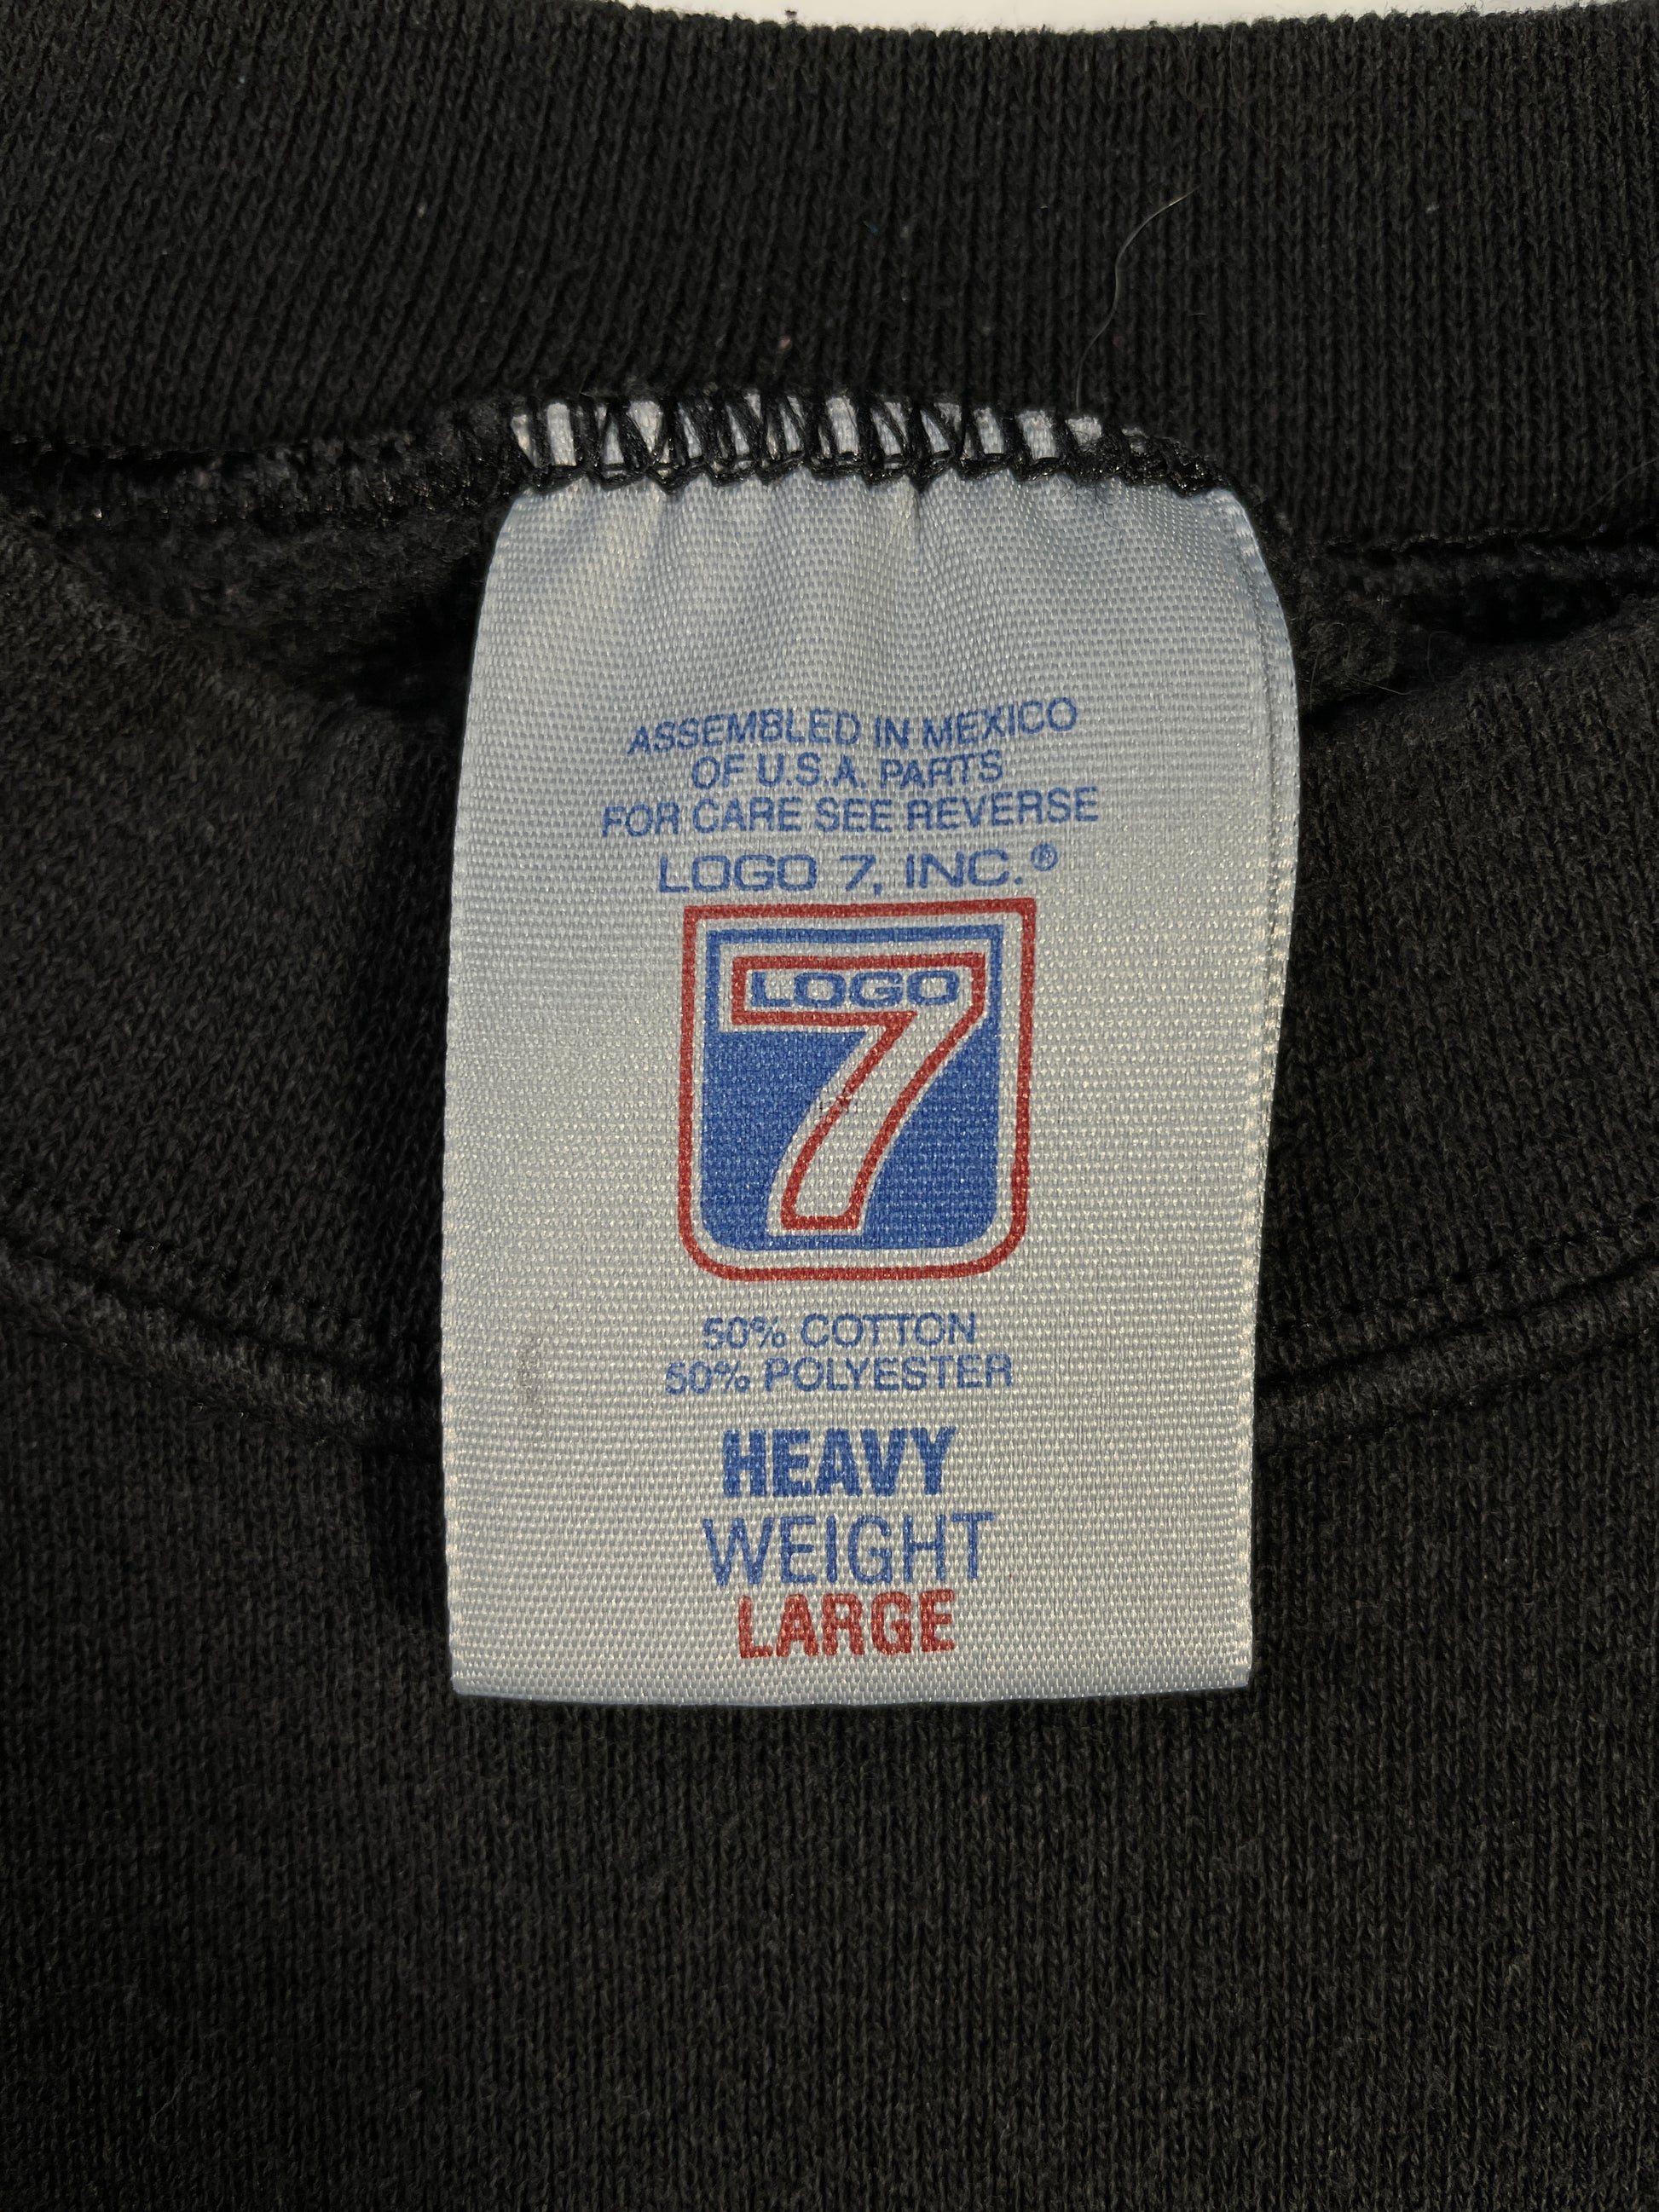 ASSEMBLED IN MEXICO
OF U.S.A. PARTS
FOR CARE SEE REVERSE
LOGO 7, INC.®
LOGO
7
50% COTTON
50% POLYESTER
HEAVY
WEIGHT
LARGE